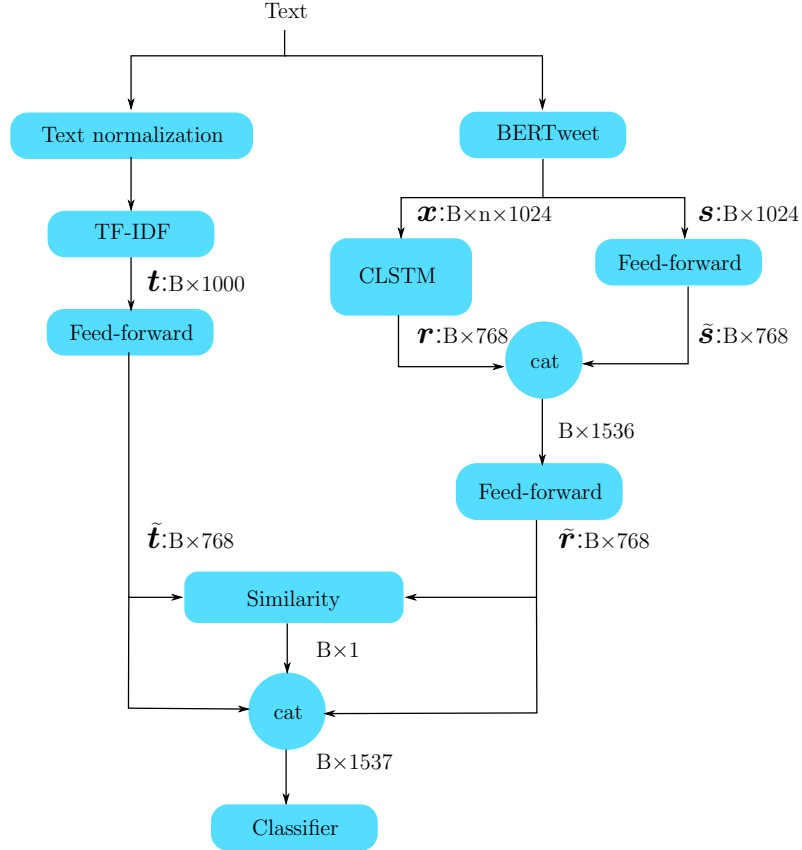 Text
Text normalization
BERTweet
TF-IDF
x:B×n×1024
s:B×1024
CLSTM
Feed-forward
t:B×1000
Feed-forward
r:B×768
s̃:B×768
cat
B×1536
Feed-forward
t̃:B×768
r̃:B×768
Similarity
B×1
cat
B×1537
Classifier